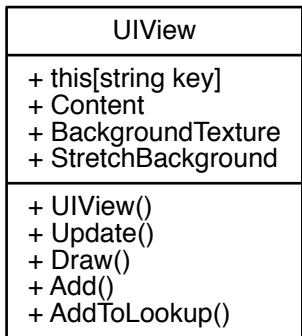 UIView
+ this[string key]
+ Content
+ BackgroundTexture
+ StretchBackground
+ UIView()
+ Update()
+ Draw()
+ Add()
+ AddToLookup()